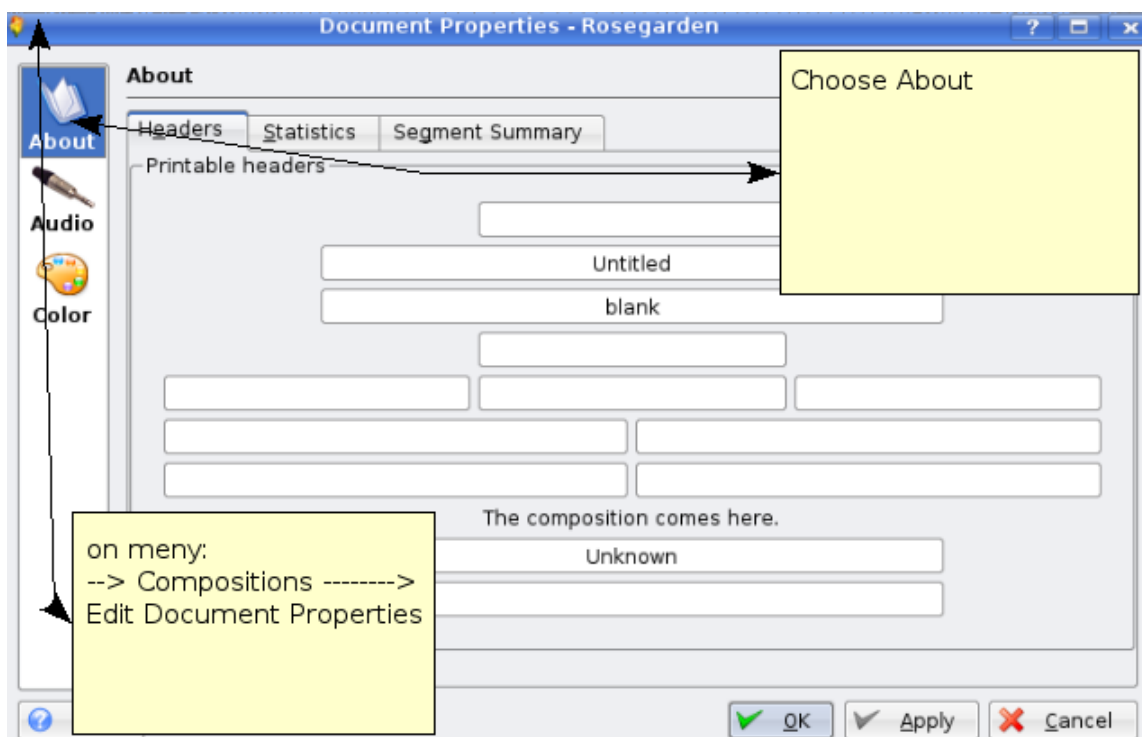 Document Properties - Rosegarden
About
Choose About
About
Headers
Statistics
Segment Summary
Printable headers
Audio
Untitled
Color
blank
The composition comes here.
on meny:
--> Compositions -------->
Edit Document Properties
Unknown
OK
Apply
Cancel